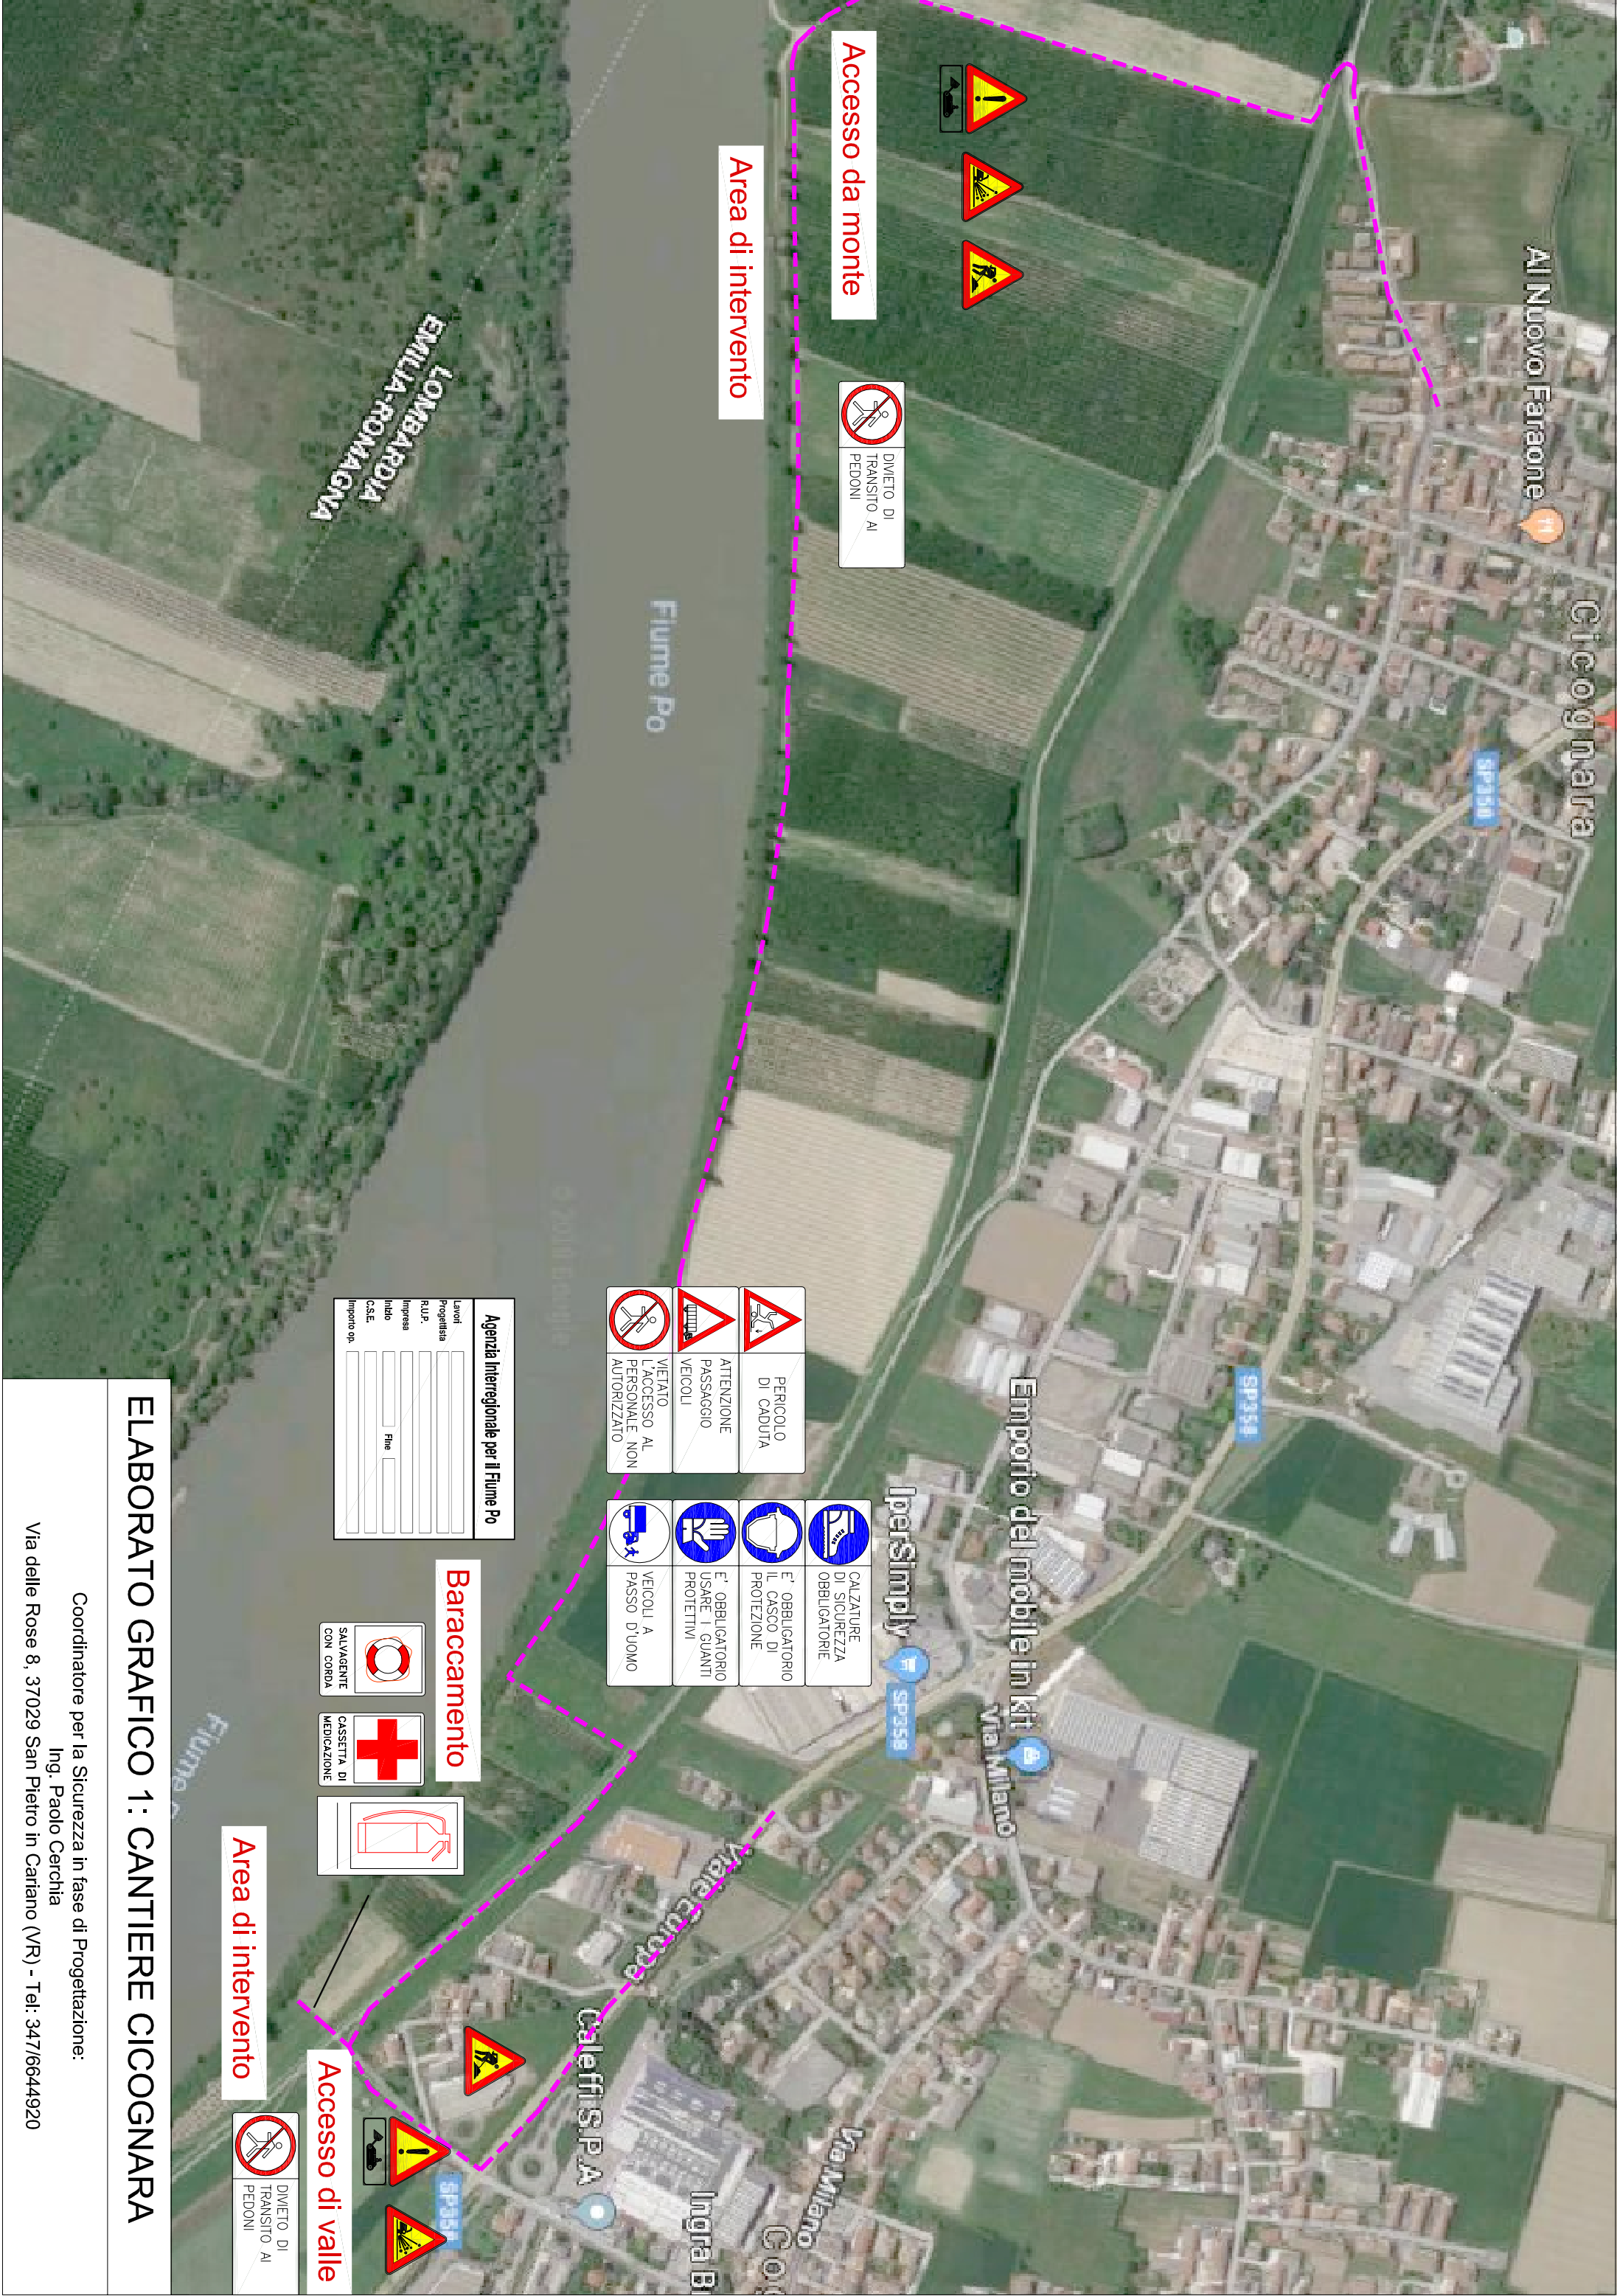 Al Nuovo Faraone
Cicognara
SP358
Accesso da monte
Area di intervento
DIVIETO DI
TRANSITO AI
PEDONI
LOMBARDIA
EMILIA-ROMAGNA
Fiume Po
SP358
Emporio del mobile in kit
IperSimply
SP358
Via Milano
PERICOLO
DI CADUTA
ATTENZIONE
PASSAGGIO
VEICOLI
VIETATO
L'ACCESSO AL
PERSONALE NON
AUTORIZZATO
CALZATURE
DI SICUREZZA
OBBLIGATORIE
E' OBBLIGATORIO
IL CASCO DI
PROTEZIONE
E' OBBLIGATORIO
USARE I GUANTI
PROTETTIVI
VEICOLI A
PASSO D'UOMO
Agenzia Interregionale per il Fiume Po
Lavori
Progettista
R.U.P.
Impresa
Inizio
Fine
C.S.E.
Importo op.
Baraccamento
SALVAGENTE
CON CORDA
CASSETTA DI
MEDICAZIONE
Viale Europa
Caleffi S.P.A
Via Milano
Ingra B
Fiume
Area di intervento
Accesso di valle
SP358
DIVIETO DI
TRANSITO AI
PEDONI
ELABORATO GRAFICO 1: CANTIERE CICOGNARA
Coordinatore per la Sicurezza in fase di Progettazione:
Ing. Paolo Cerchia
Via delle Rose 8, 37029 San Pietro in Cariano (VR) - Tel: 347/6644920